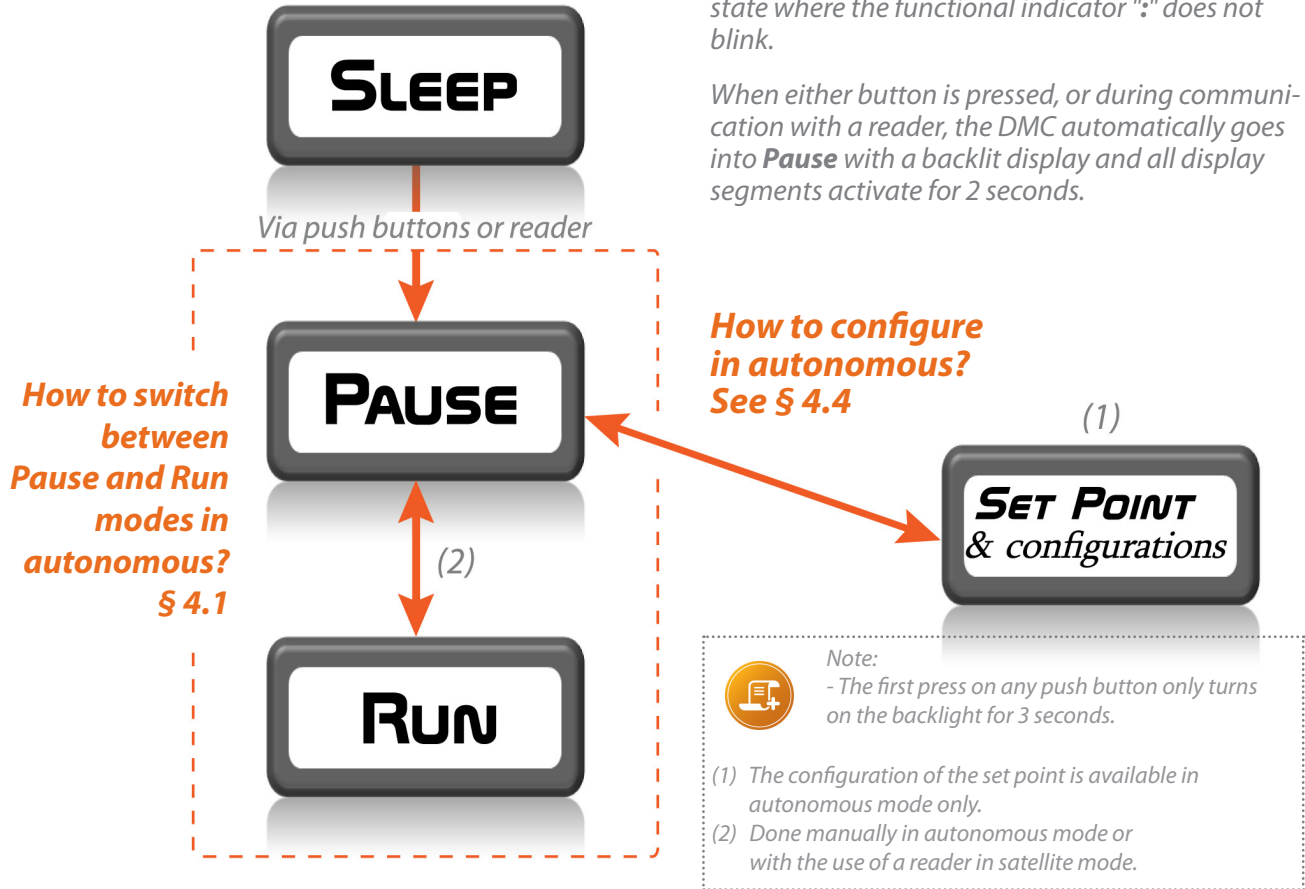 SLEEP
state where the functional indicator ":" does not
blink.
When either button is pressed, or during communi-
cation with a reader, the DMC automatically goes
into Pause with a backlit display and all display
segments activate for 2 seconds.
Via push buttons or reader
PAUSE
How to switch
between
Pause and Run
modes in
autonomous?
§ 4.1
(2)
RUN
How to configure
in autonomous?
See § 4.4
(1)
SET POINT
& configurations
Note:
- The first press on any push button only turns
on the backlight for 3 seconds.
(1) The configuration of the set point is available in
autonomous mode only.
(2) Done manually in autonomous mode or
with the use of a reader in satellite mode.